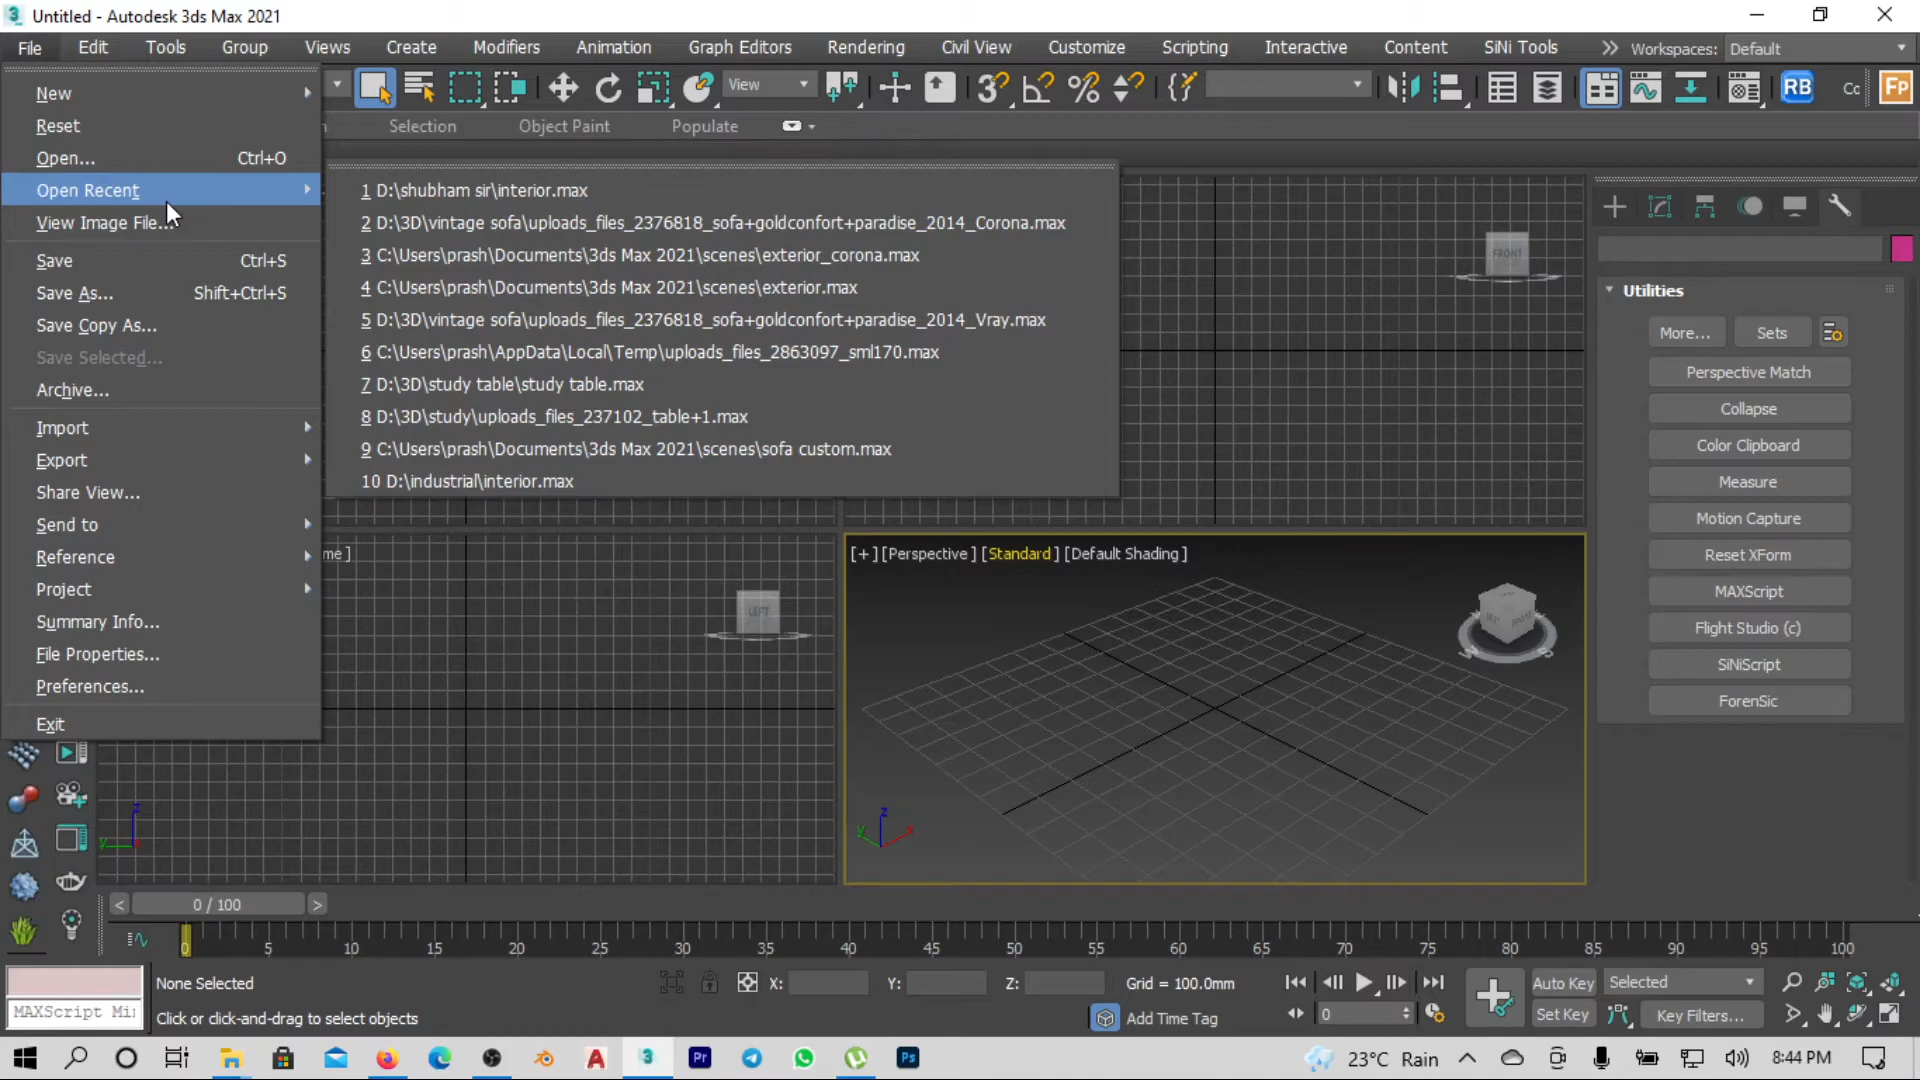 Untitled - Autodesk 3ds Max 2021
File Edit Tools Group Views Create Modifiers Animation Graph Editors Rendering Civil View Customize Scripting Interactive Content SiNi Tools Workspaces: Default
View
RB
Fp
Selection Object Paint Populate
New
Reset
Open... Ctrl+O
Open Recent
View Image File...
Save Ctrl+S
Save As... Shift+Ctrl+S
Save Copy As...
Save Selected...
Archive...
Import
Export
Share View...
Send to
Reference
Project
Summary Info...
File Properties...
Preferences...
Exit
1 D:\shubham sir\interior.max
2 D:\3D\vintage sofa\uploads_files_2376818_sofa+goldconfort+paradise_2014_Corona.max
3 C:\Users\prash\Documents\3ds Max 2021\scenes\exterior_corona.max
4 C:\Users\prash\Documents\3ds Max 2021\scenes\exterior.max
5 D:\3D\vintage sofa\uploads_files_2376818_sofa+goldconfort+paradise_2014_Vray.max
6 C:\Users\prash\AppData\Local\Temp\uploads_files_2863097_sml170.max
7 D:\3D\study table\study table.max
8 D:\3D\study\uploads_files_237102_table+1.max
9 C:\Users\prash\Documents\3ds Max 2021\scenes\sofa custom.max
10 D:\industrial\interior.max
FRONT
LEFT
[+] [Perspective ] [Standard ] [Default Shading ]
z
y
x
z
y
Utilities
More... Sets
Perspective Match
Collapse
Color Clipboard
Measure
Motion Capture
Reset XForm
MAXScript
Flight Studio (c)
SiNiScript
ForenSic
< 0 / 100 >
0 5 10 15 20 25 30 35 40 45 50 55 60 65 70 75 80 85 90 95 100
None Selected X: Y: Z: Grid = 100.0mm Auto Key Selected
MAXScript Mi
Click or click-and-drag to select objects Add Time Tag 0 Set Key Key Filters...
23°C Rain 8:44 PM